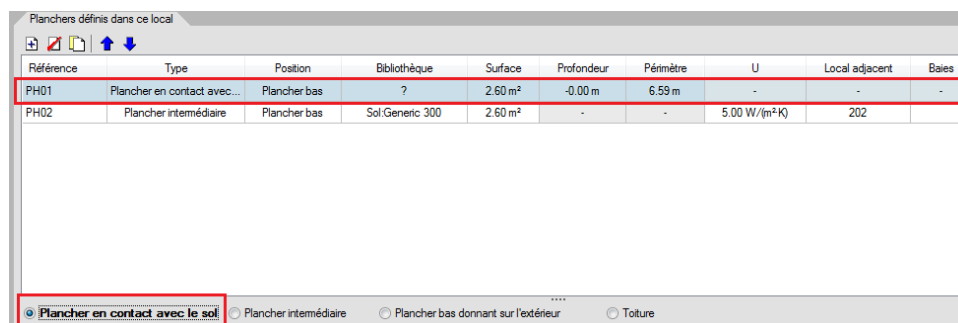 Planchers définis dans ce local
Référence Type Position Bibliothèque Surface Profondeur Périmètre U Local adjacent Baies
PH01 Plancher en contact avec... Plancher bas ? 2.60 m² -0.00 m 6.59 m - - -
PH02 Plancher intermédiaire Plancher bas Sol:Generic 300 2.60 m² - - 5.00 W/(m²·K) 202
Plancher en contact avec le sol Plancher intermédiaire Plancher bas donnant sur l'extérieur Toiture